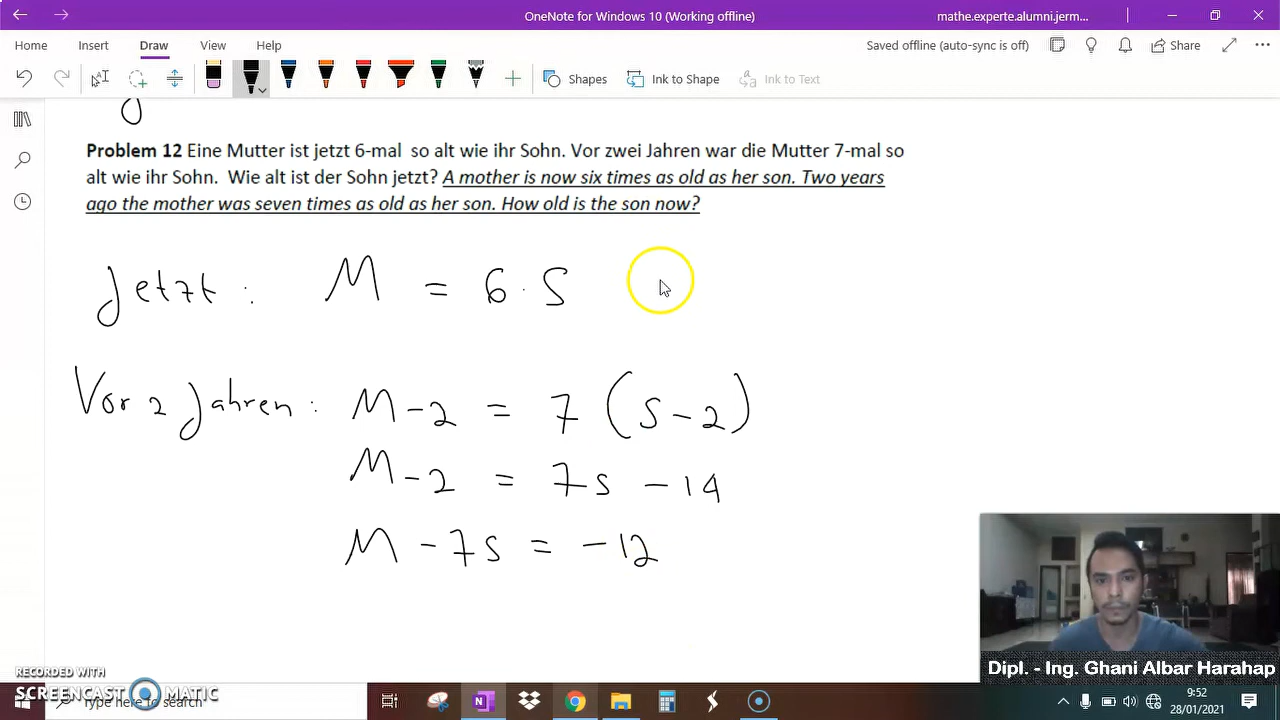 OneNote for Windows 10 (Working offline)
mathe.experte.alumni.jerm...
Home Insert Draw View Help
Saved offline (auto-sync is off)
Share
Shapes
Ink to Shape
Ink to Text
Problem 12 Eine Mutter ist jetzt 6-mal so alt wie ihr Sohn. Vor zwei Jahren war die Mutter 7-mal so
alt wie ihr Sohn. Wie alt ist der Sohn jetzt? A mother is now six times as old as her son. Two years
ago the mother was seven times as old as her son. How old is the son now?
Jetzt: M = 6 · S
Vor 2 Jahren: M - 2 = 7 (S - 2)
M - 2 = 7S - 14
M - 7S = -12
Dipl. - Ing. Ghani Albar Harahap
RECORDED WITH
SCREENCAST MATIC
Type here to search
9:52
28/01/2021